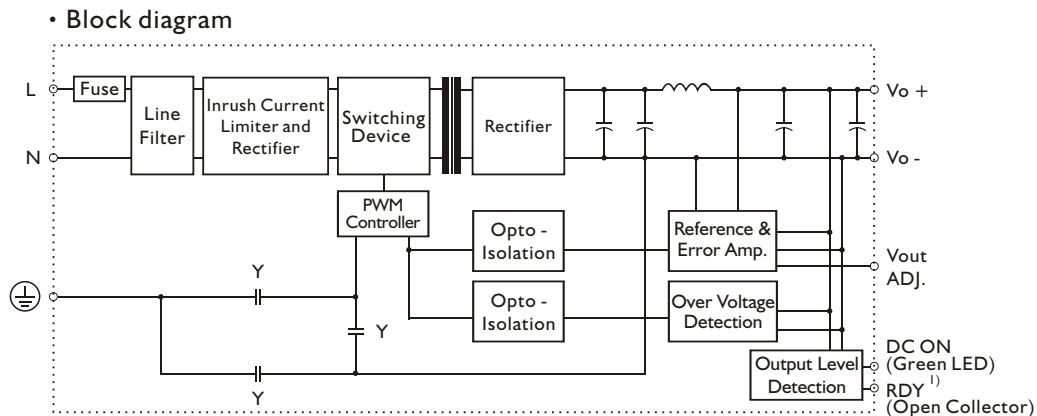 • Block diagram
L
Fuse
Line
Filter
Inrush Current
Limiter and
Rectifier
Switching
Device
Rectifier
Vo +
N
Vo -
PWM
Controller
Opto -
Isolation
Reference &
Error Amp.
Vout
ADJ.
Y
Opto -
Isolation
Over Voltage
Detection
Y
Output Level
Detection
DC ON
(Green LED)
RDY 1)
(Open Collector)
Y